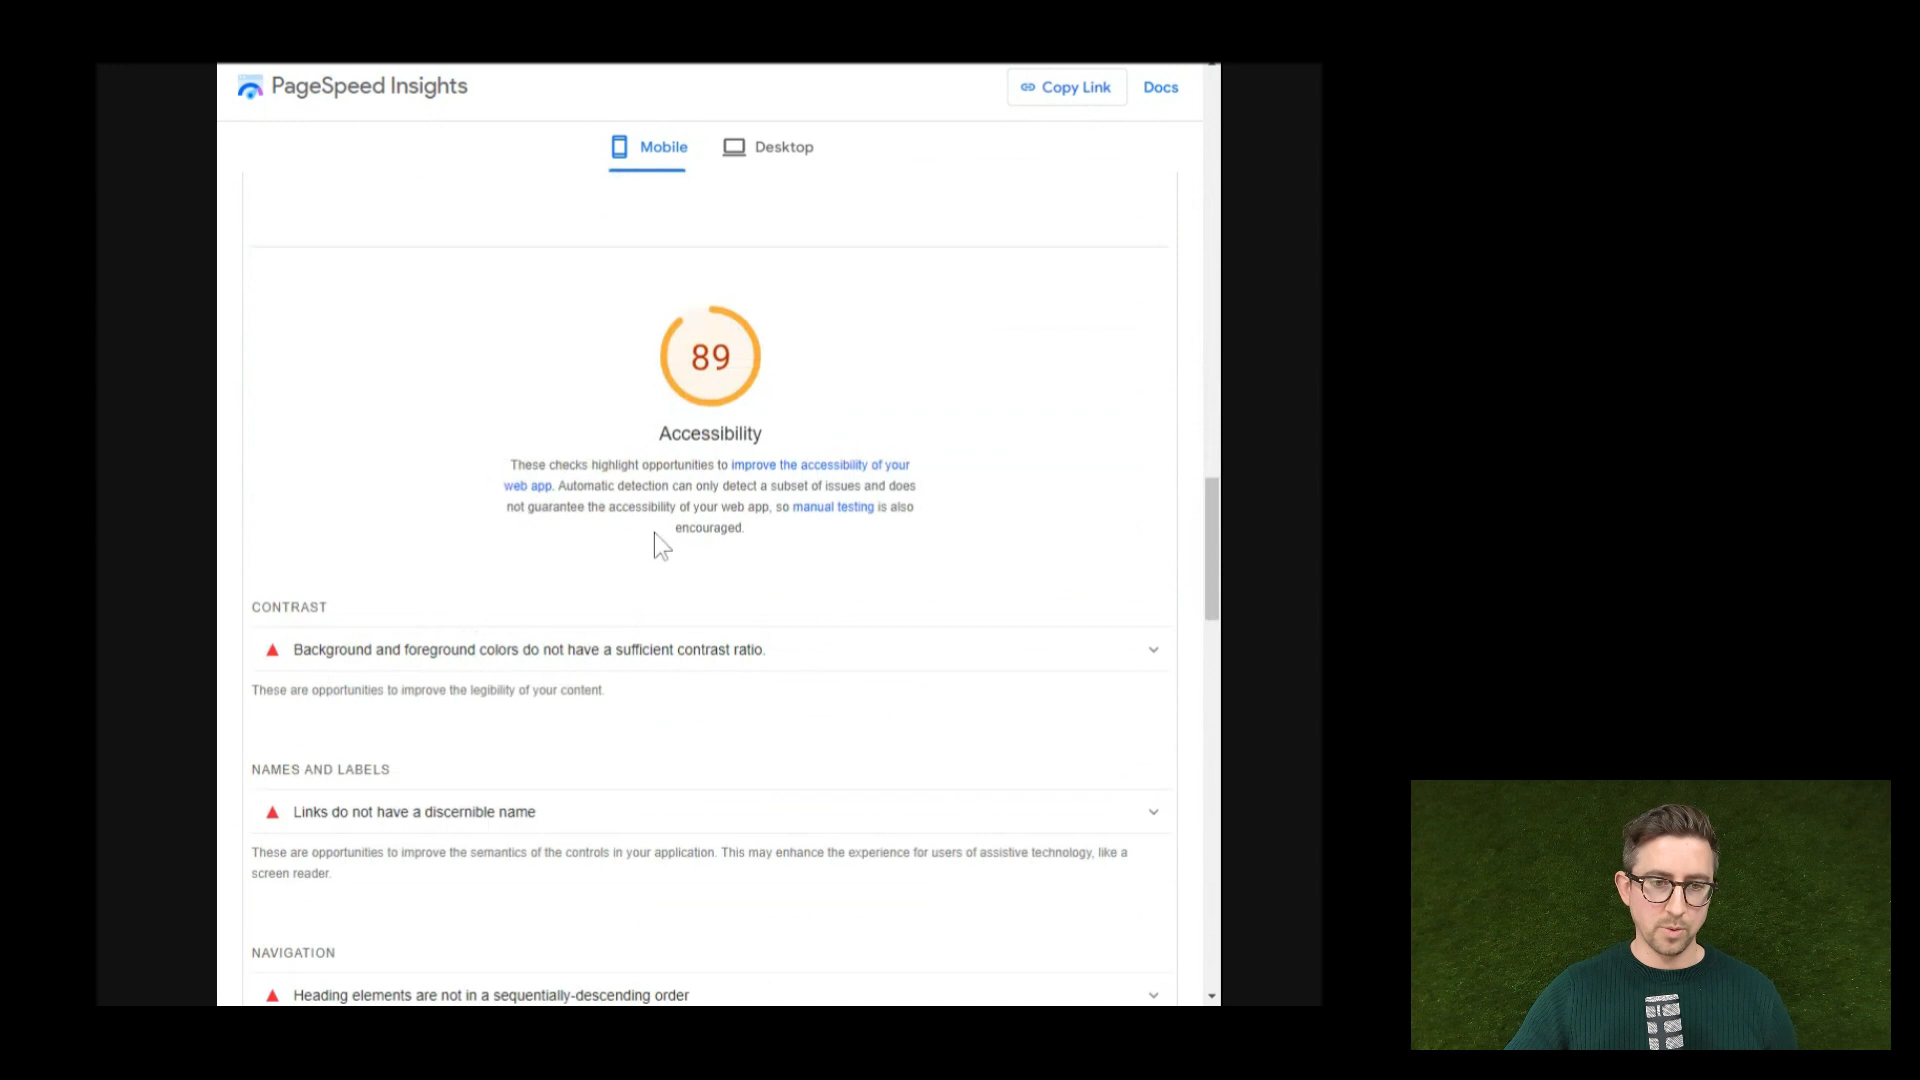 PageSpeed Insights
Copy Link
Docs
Mobile
Desktop
89
Accessibility
These checks highlight opportunities to improve the accessibility of your
web app. Automatic detection can only detect a subset of issues and does
not guarantee the accessibility of your web app, so manual testing is also
encouraged.
CONTRAST
Background and foreground colors do not have a sufficient contrast ratio.
These are opportunities to improve the legibility of your content.
NAMES AND LABELS
Links do not have a discernible name
These are opportunities to improve the semantics of the controls in your application. This may enhance the experience for users of assistive technology, like a
screen reader.
NAVIGATION
Heading elements are not in a sequentially-descending order